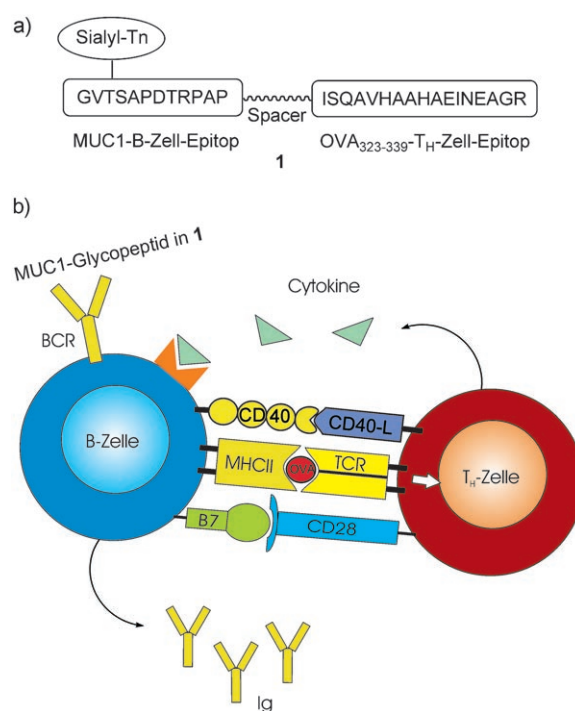 a)
Sialyl-Tn
GVTSAPDTRPAP
Spacer
ISQAVHAAHAEINEAGR
MUC1-B-Zell-Epitop
OVA323-339-TH-Zell-Epitop
1
b)
MUC1-Glycopeptid in 1
BCR
Cytokine
CD40
CD40-L
B-Zelle
MHCII
OVA
TCR
TH-Zelle
B7
CD28
Ig